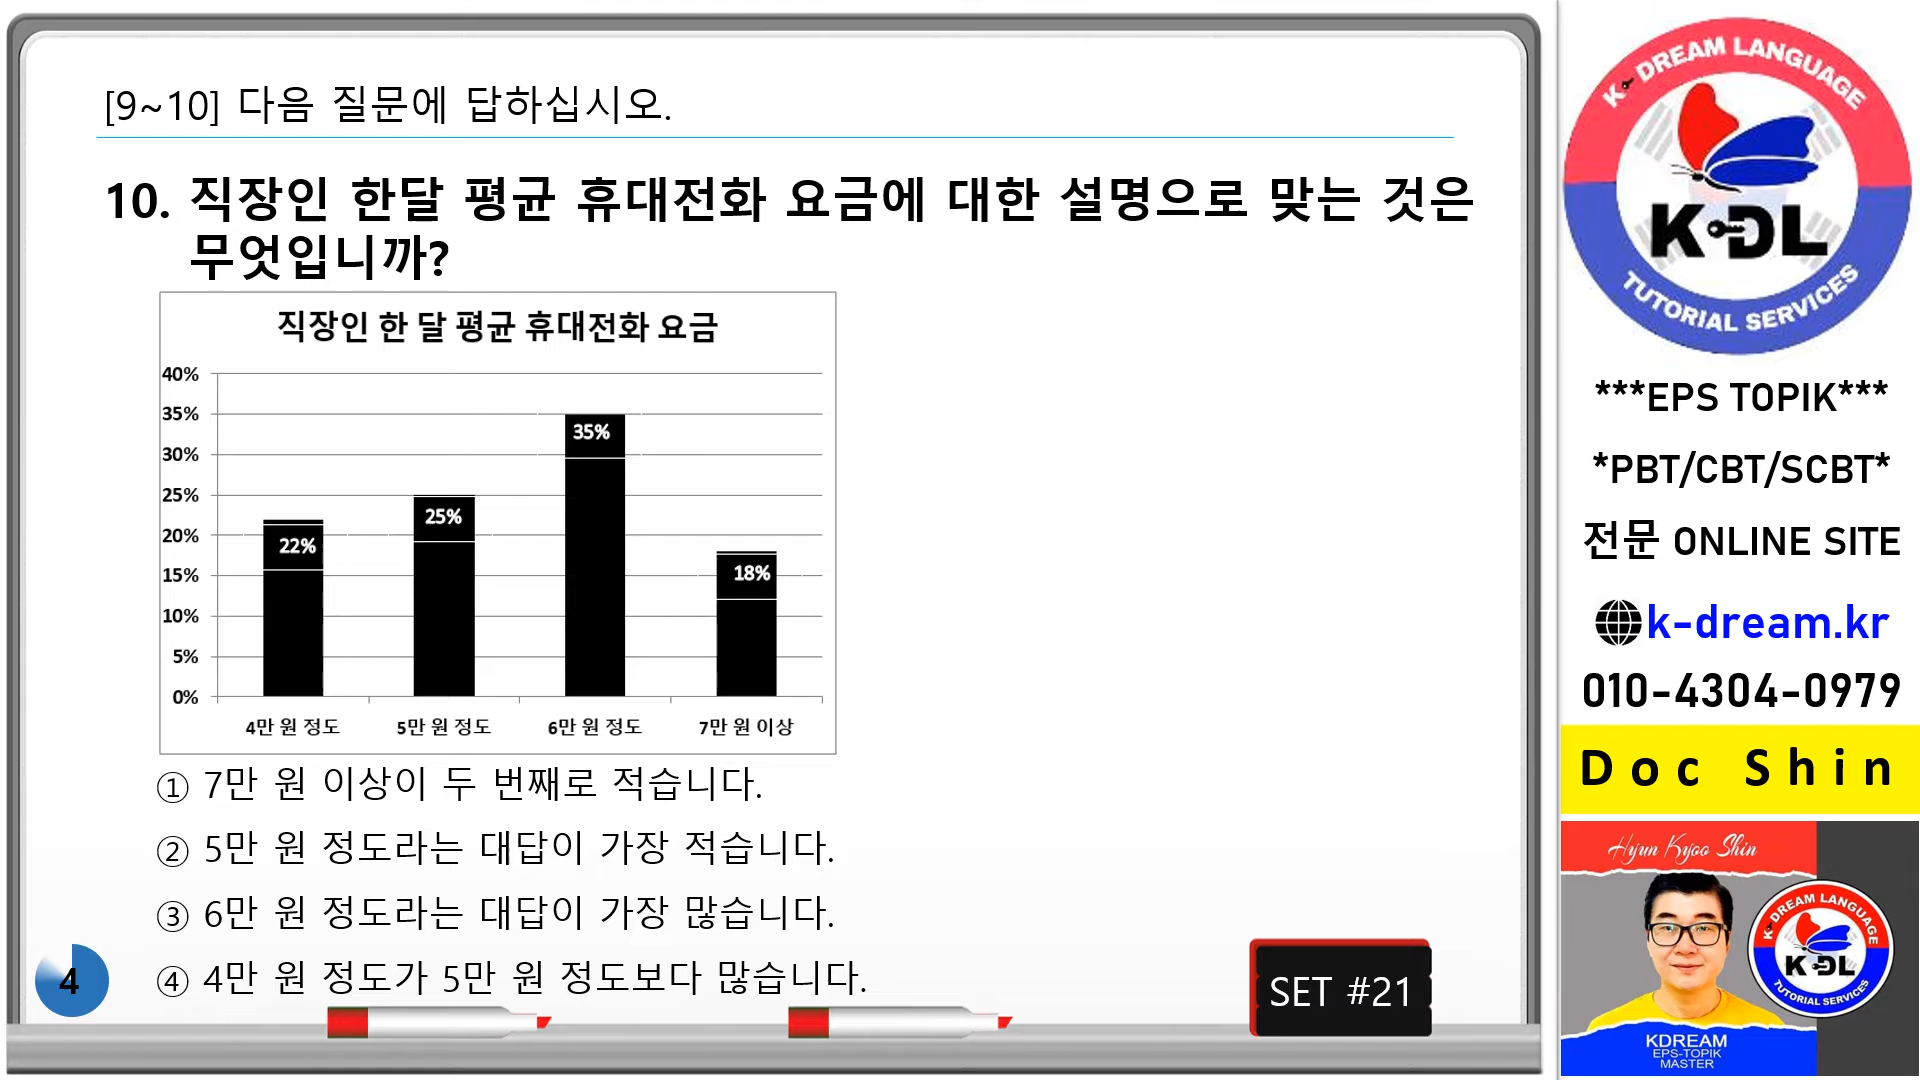 [9~10] 다음 질문에 답하십시오.
10. 직장인 한달 평균 휴대전화 요금에 대한 설명으로 맞는 것은
무엇입니까?
직장인 한 달 평균 휴대전화 요금
40%
35%
30%
25%
20%
15%
10%
5%
0%
22%
25%
35%
18%
4만 원 정도
5만 원 정도
6만 원 정도
7만 원 이상
① 7만 원 이상이 두 번째로 적습니다.
② 5만 원 정도라는 대답이 가장 적습니다.
③ 6만 원 정도라는 대답이 가장 많습니다.
④ 4만 원 정도가 5만 원 정도보다 많습니다.
4
SET #21
K-DREAM LANGUAGE
K-DL
TUTORIAL SERVICES
***EPS TOPIK***
*PBT/CBT/SCBT*
전문 ONLINE SITE
k-dream.kr
010-4304-0979
Doc Shin
Hyun Kyoo Shin
K-DREAM LANGUAGE
K-DL
TUTORIAL SERVICES
KDREAM
EPS-TOPIK
MASTER